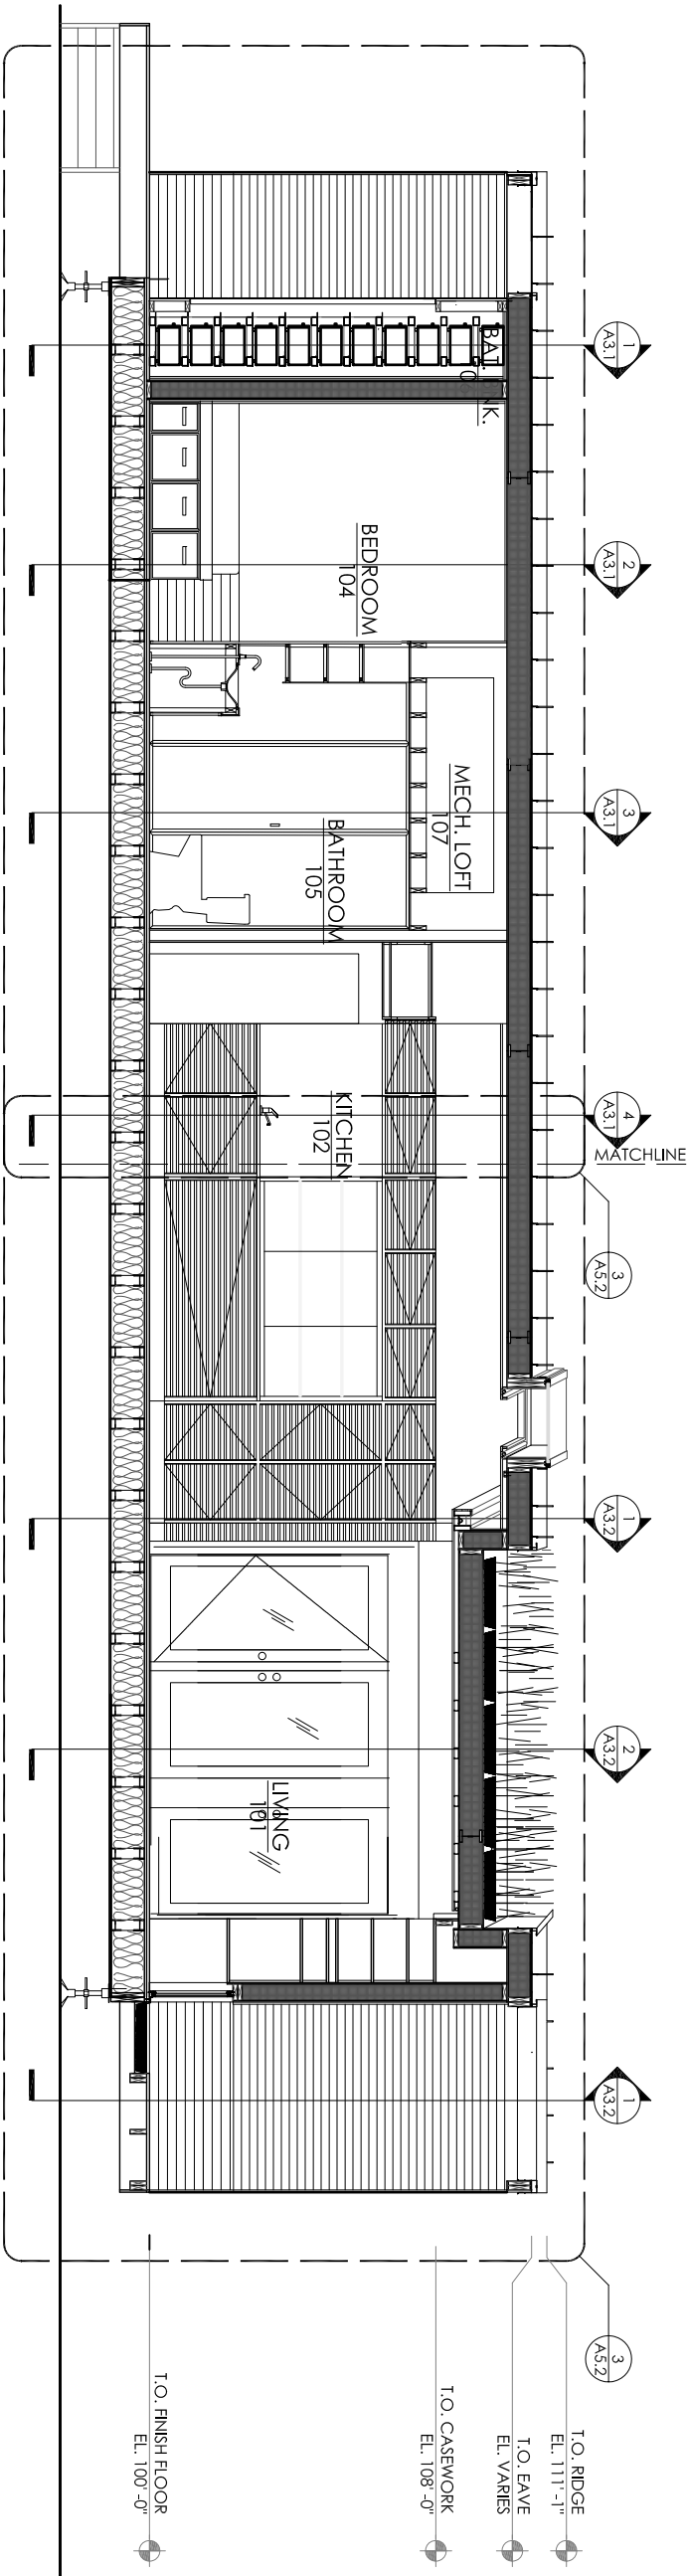 1
A3.1
2
A3.1
3
A3.1
4
A3.1
MATCHLINE
3
A5.2
1
A3.2
2
A3.2
1
A3.2
3
A5.2
BAT.
BEDROOM
104
MECH. LOFT
107
BATHROOM
105
KITCHEN
102
LIVING
101
T.O. RIDGE
EL. 111'-1"
T.O. EAVE
EL. VARIES
T.O. CASEWORK
EL. 108'-0"
T.O. FINISH FLOOR
EL. 100'-0"